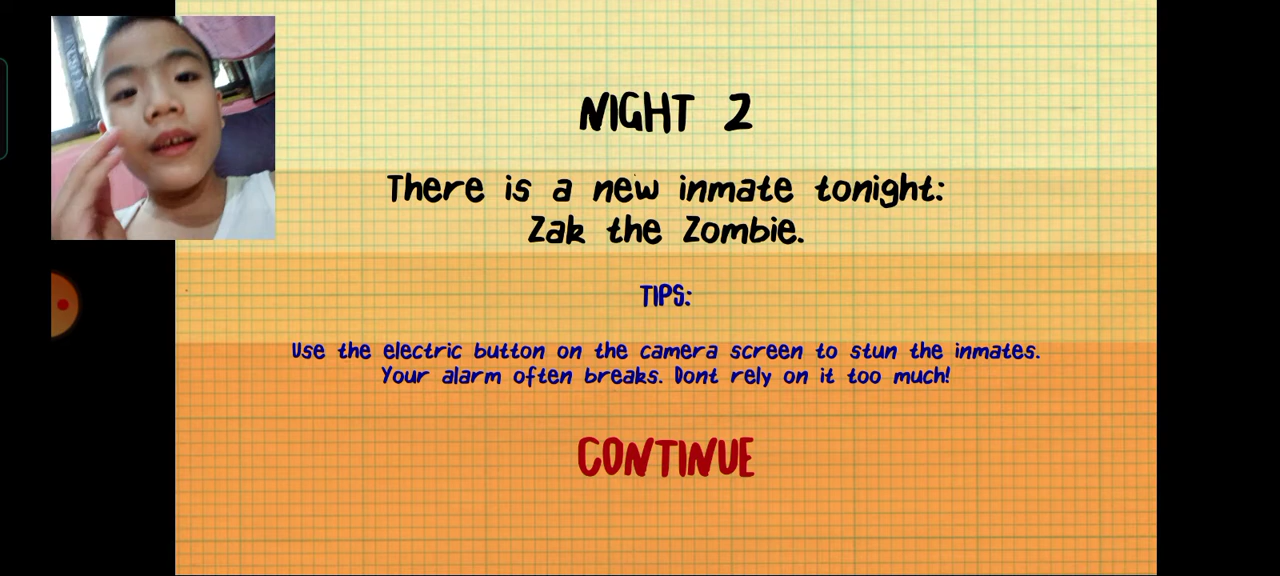 NIGHT 2
There is a new inmate tonight:
Zak the Zombie.
TIPS:
Use the electric button on the camera screen to stun the inmates.
Your alarm often breaks. Dont rely on it too much!
CONTINUE